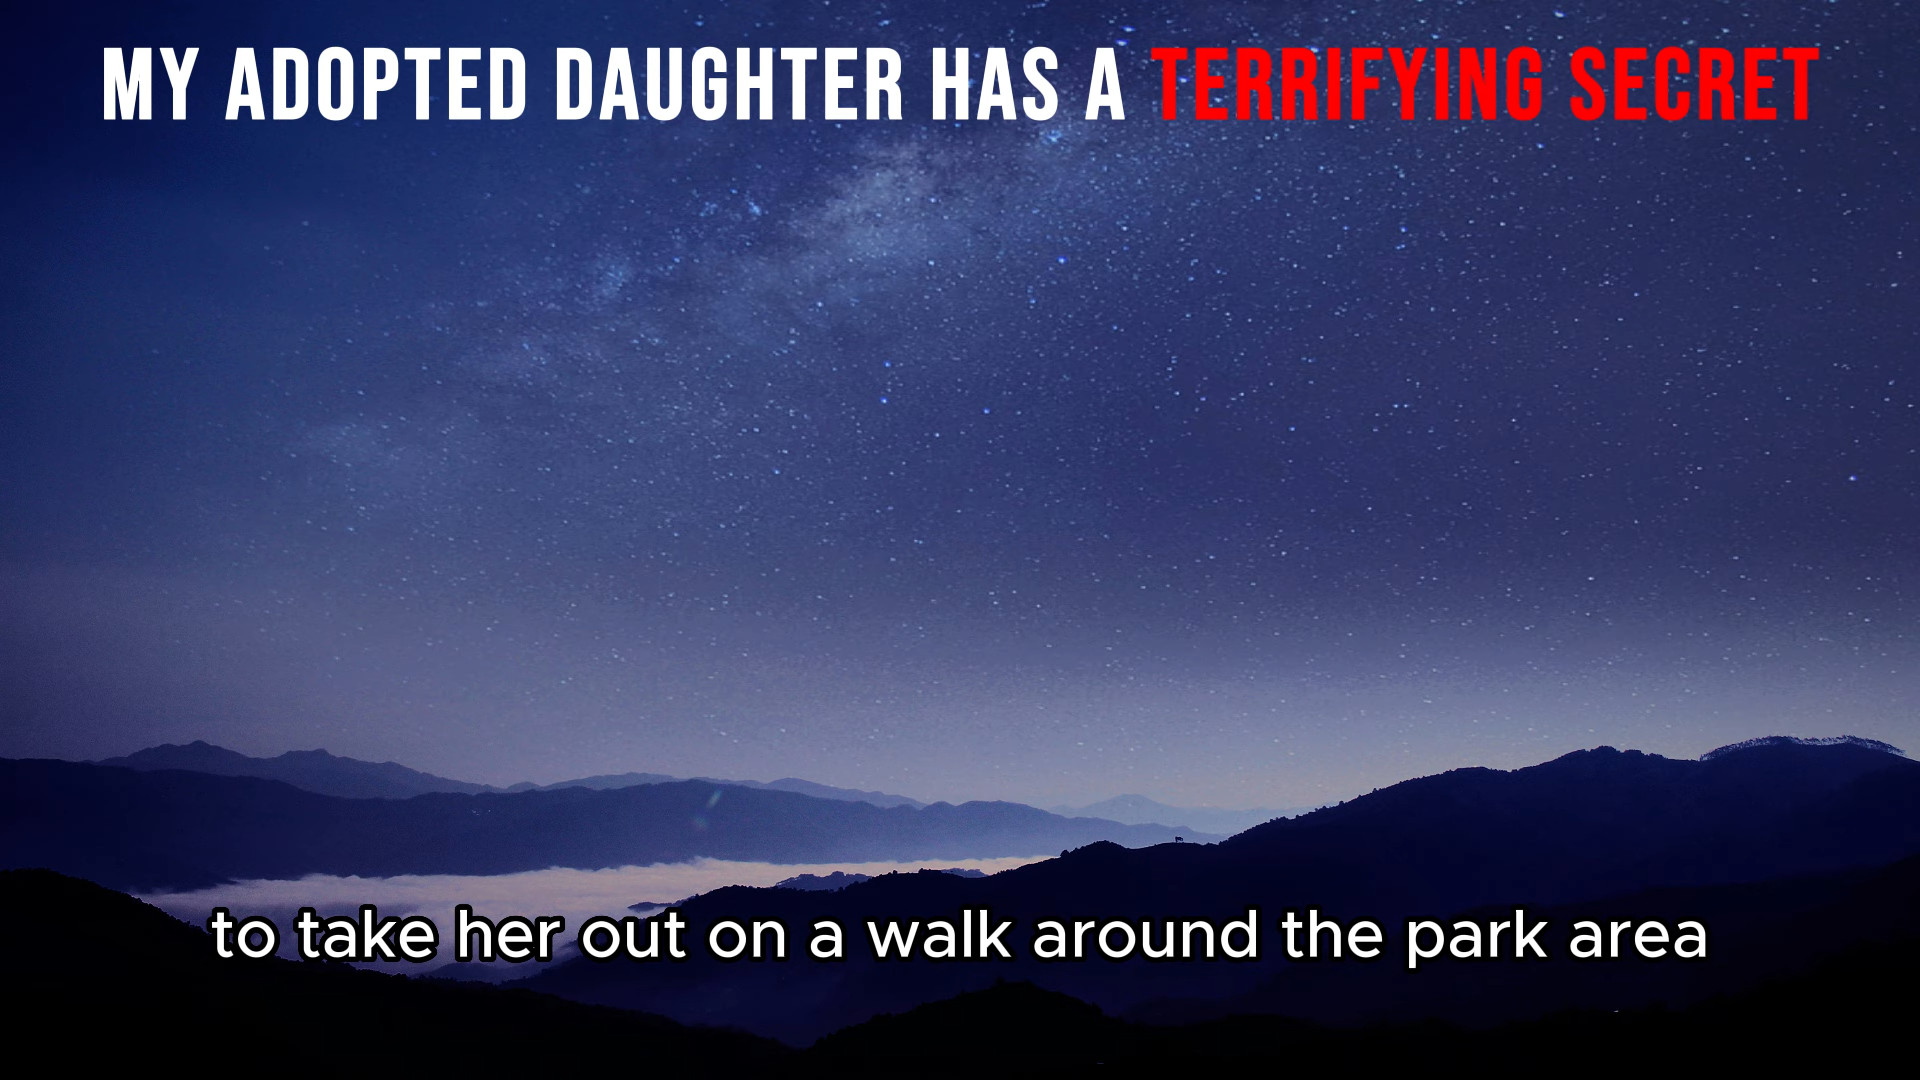 MY ADOPTED DAUGHTER HAS A TERRIFYING SECRET
to take her out on a walk around the park area